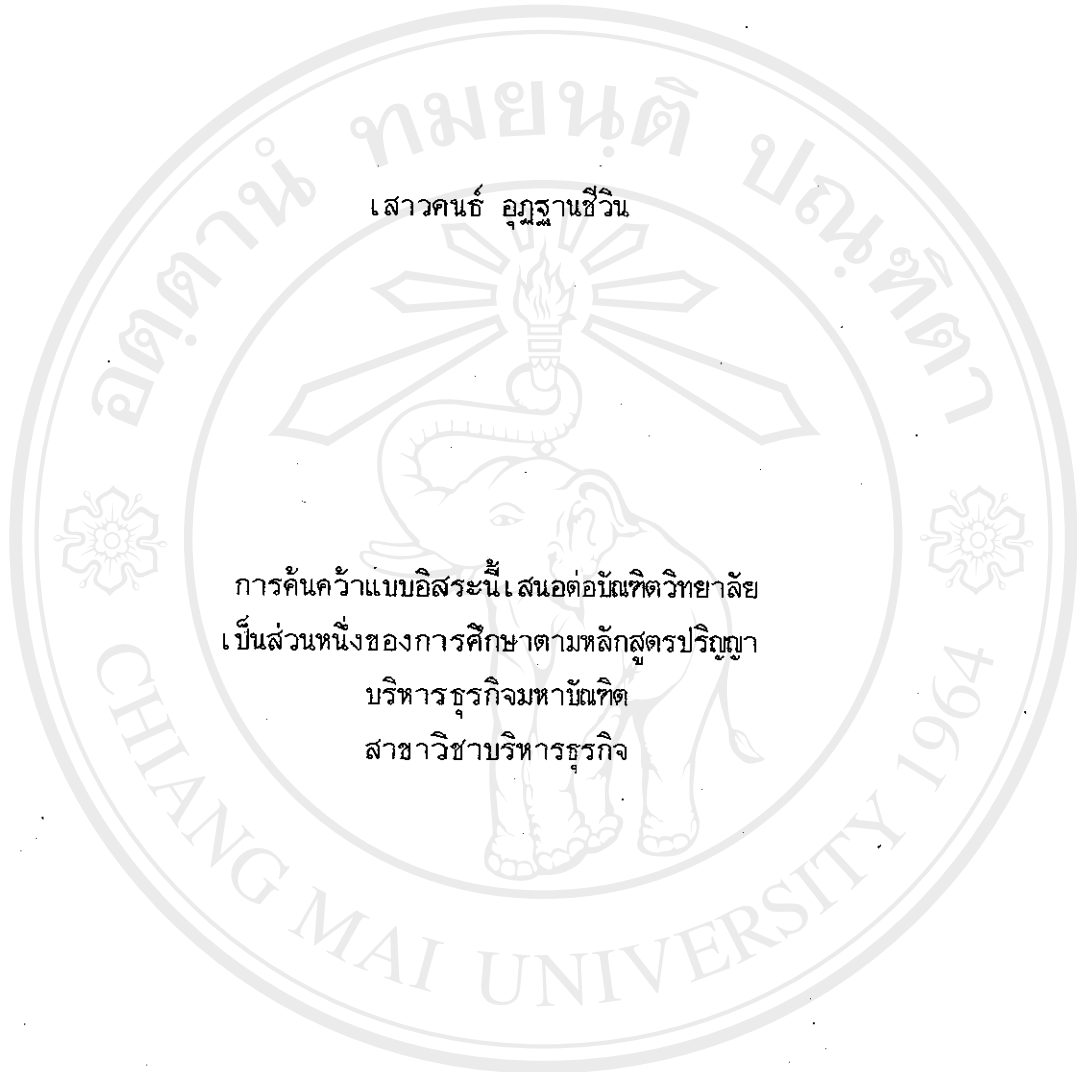 อตฺตานํ ทมยนฺติ ปณฺฑิตา
เสาวคนธ์ อุฏฐานชีวิน
การค้นคว้าแบบอิสระนี้เสนอต่อบัณฑิตวิทยาลัย
เป็นส่วนหนึ่งของการศึกษาตามหลักสูตรปริญญา
บริหารธุรกิจมหาบัณฑิต
สาขาวิชาบริหารธุรกิจ
CHIANG MAI UNIVERSITY 1964